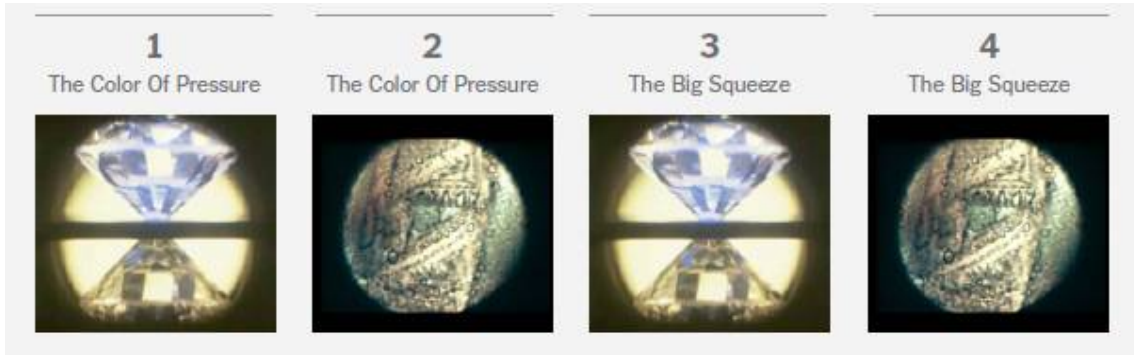 1
The Color Of Pressure
2
The Color Of Pressure
3
The Big Squeeze
4
The Big Squeeze